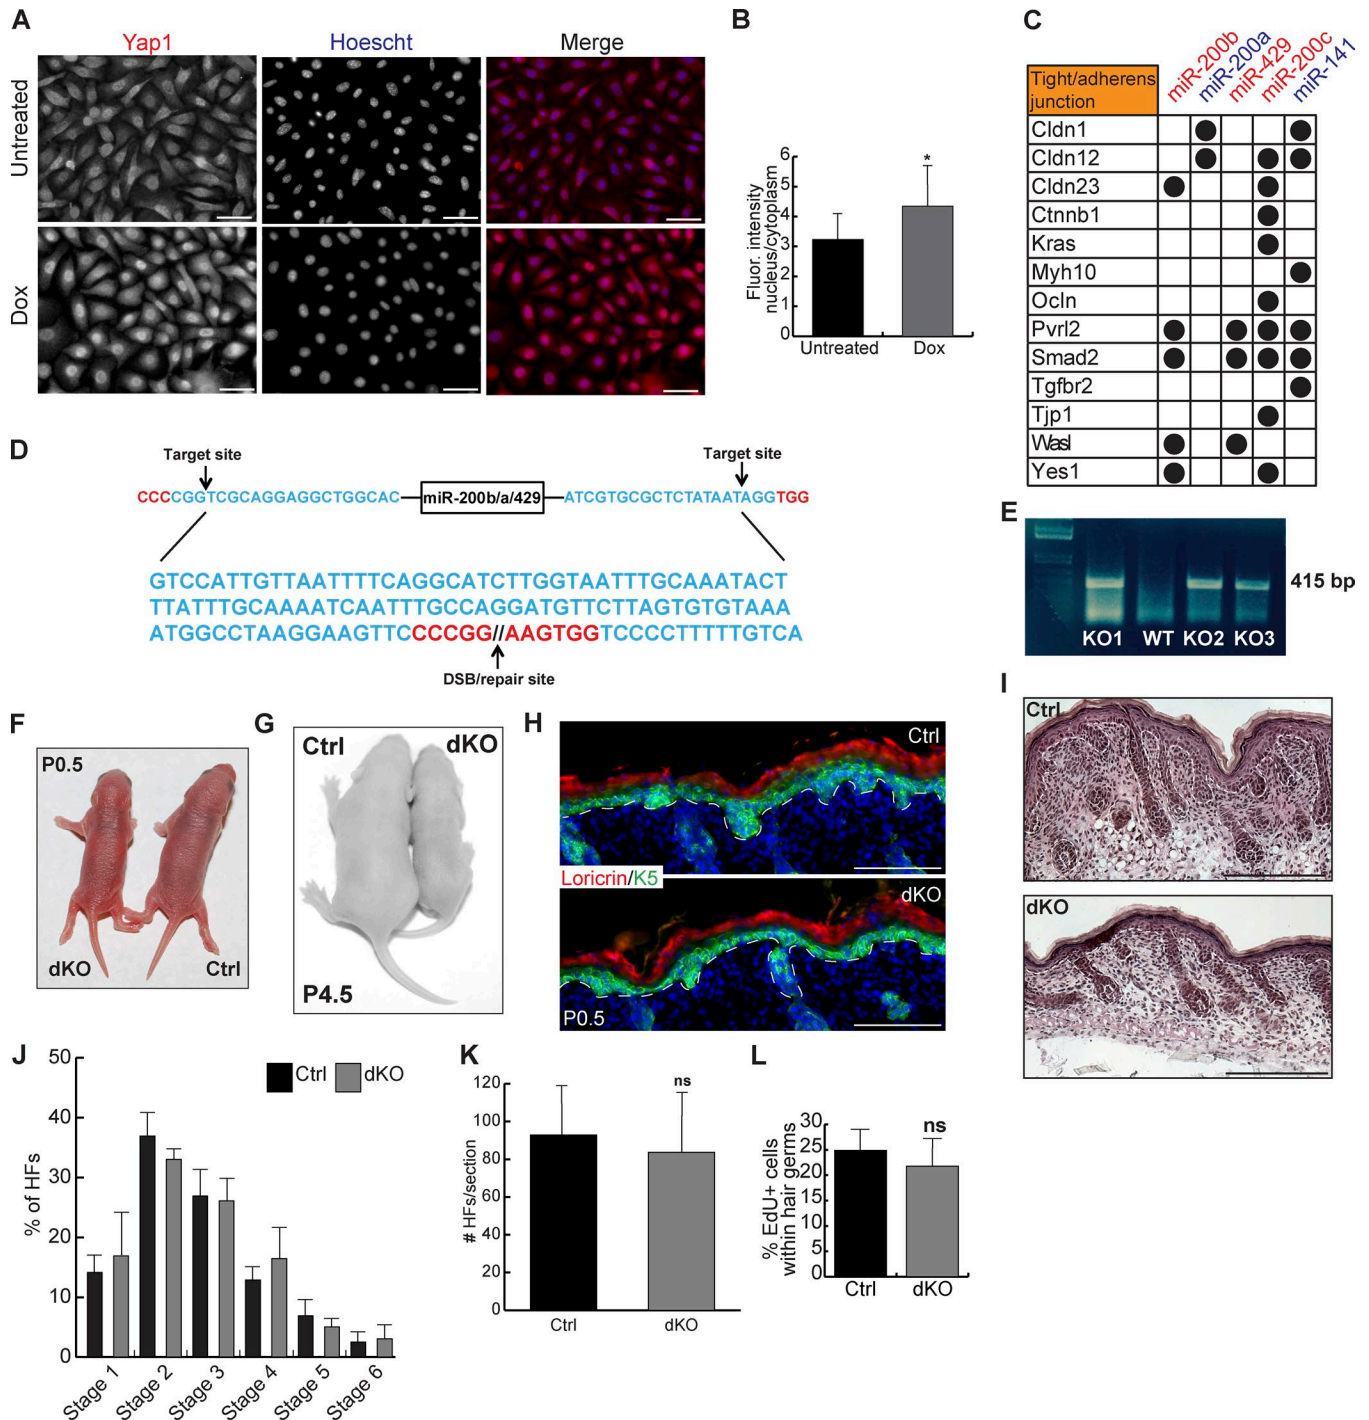 A
Yap1
Hoescht
Merge
Untreated
Dox
B
Fluor. intensity
nucleus/cytoplasm
6
5
4
3
2
1
0
*
Untreated
Dox
C
miR-200b
miR-200a
miR-429
miR-200c
miR-141
Tight/adherens
junction
Cldn1
Cldn12
Cldn23
Ctnnb1
Kras
Myh10
Ocln
Pvrl2
Smad2
Tgfbr2
Tjp1
Wasl
Yes1
D
Target site
Target site
CCCCGGTCGCAGGAGGCTGGCAC
miR-200b/a/429
ATCGTGCGCTCTATAATAGGTGG
GTCCATTGTTAATTTTCAGGCATCTTGGTAATTTGCAAATACT
TTATTTGCAAAATCAATTTGCCAGGATGTTCTTAGTGTGTAAA
ATGGCCTAAGGAAGTTCCCCCGG//AAGTGGTCCCCTTTTTGTCA
DSB/repair site
E
415 bp
KO1
WT
KO2
KO3
F
P0.5
dKO
Ctrl
G
Ctrl
dKO
P4.5
H
Ctrl
Loricrin/K5
dKO
P0.5
I
Ctrl
dKO
J
% of HFs
50
40
30
20
10
0
Ctrl
dKO
Stage 1
Stage 2
Stage 3
Stage 4
Stage 5
Stage 6
K
# HFs/section
120
100
80
60
40
20
0
ns
Ctrl
dKO
L
% EdU+ cells
within hair germs
30
25
20
15
10
5
0
ns
Ctrl
dKO